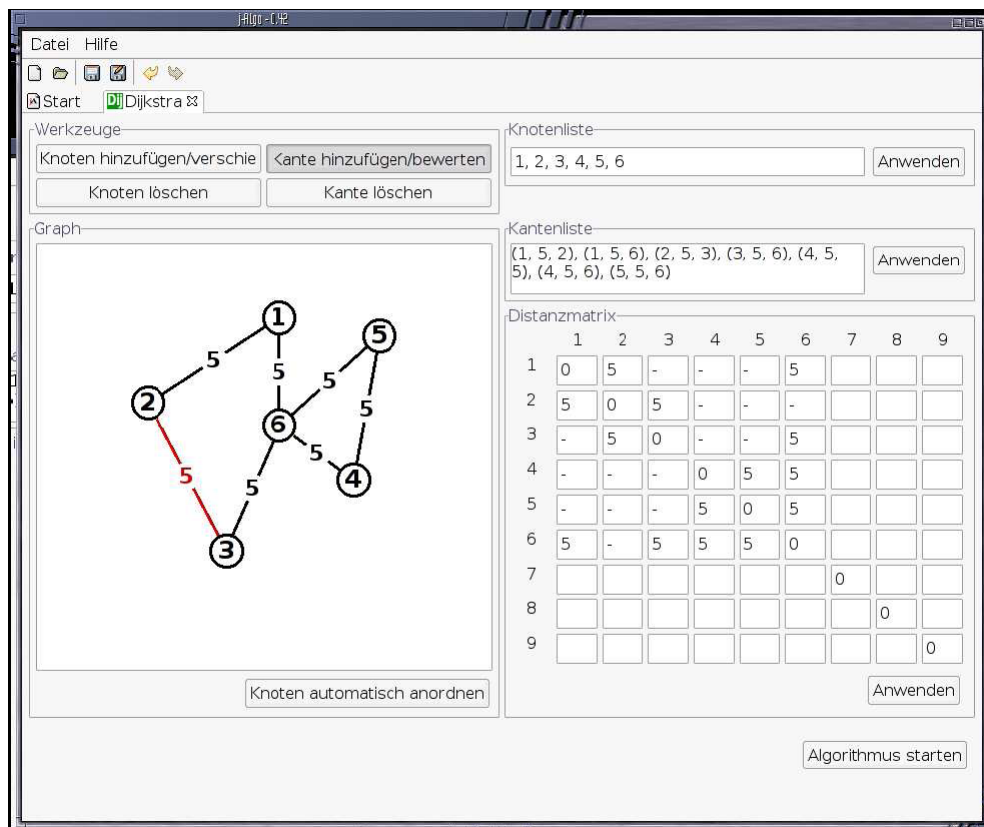 j-Algo - C.42
Datei Hilfe
Start Dj Dijkstra
Werkzeuge
Knoten hinzufügen/verschie Kante hinzufügen/bewerten
Knoten löschen Kante löschen
Knotenliste
1, 2, 3, 4, 5, 6 Anwenden
Graph
1
5
5
2
5
5
6
5
5
5
4
5
3
Knoten automatisch anordnen
Kantenliste
(1, 5, 2), (1, 5, 6), (2, 5, 3), (3, 5, 6), (4, 5,
5), (4, 5, 6), (5, 5, 6)
Anwenden
Distanzmatrix
1 2 3 4 5 6 7 8 9
1 0 5 - - - 5
2 5 0 5 - - -
3 - 5 0 - - 5
4 - - - 0 5 5
5 - - - 5 0 5
6 5 - 5 5 5 0
7 0
8 0
9 0
Anwenden
Algorithmus starten